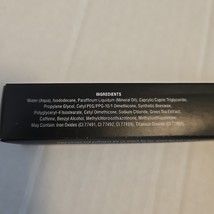 INGREDIENTS
Water (Aqua), Isododecane, Paraffinum Liquidum (Mineral Oil), Caprylic/Capric Triglyceride,
Propylene Glycol, Cetyl PEG/PPG-10/1 Dimethicone, Synthetic Beeswax,
Polyglyceryl-4 Isostearate, Cetyl Dimethicone, Sodium Chloride, Green Tea Extract,
Caffeine, Benzyl Alcohol, Methylchloroisothiazolinone, Methylisothiazolinone,
May Contain: Iron Oxides (CI 77491, CI 77492, CI 77499), Titanium Dioxide (CI 77891).